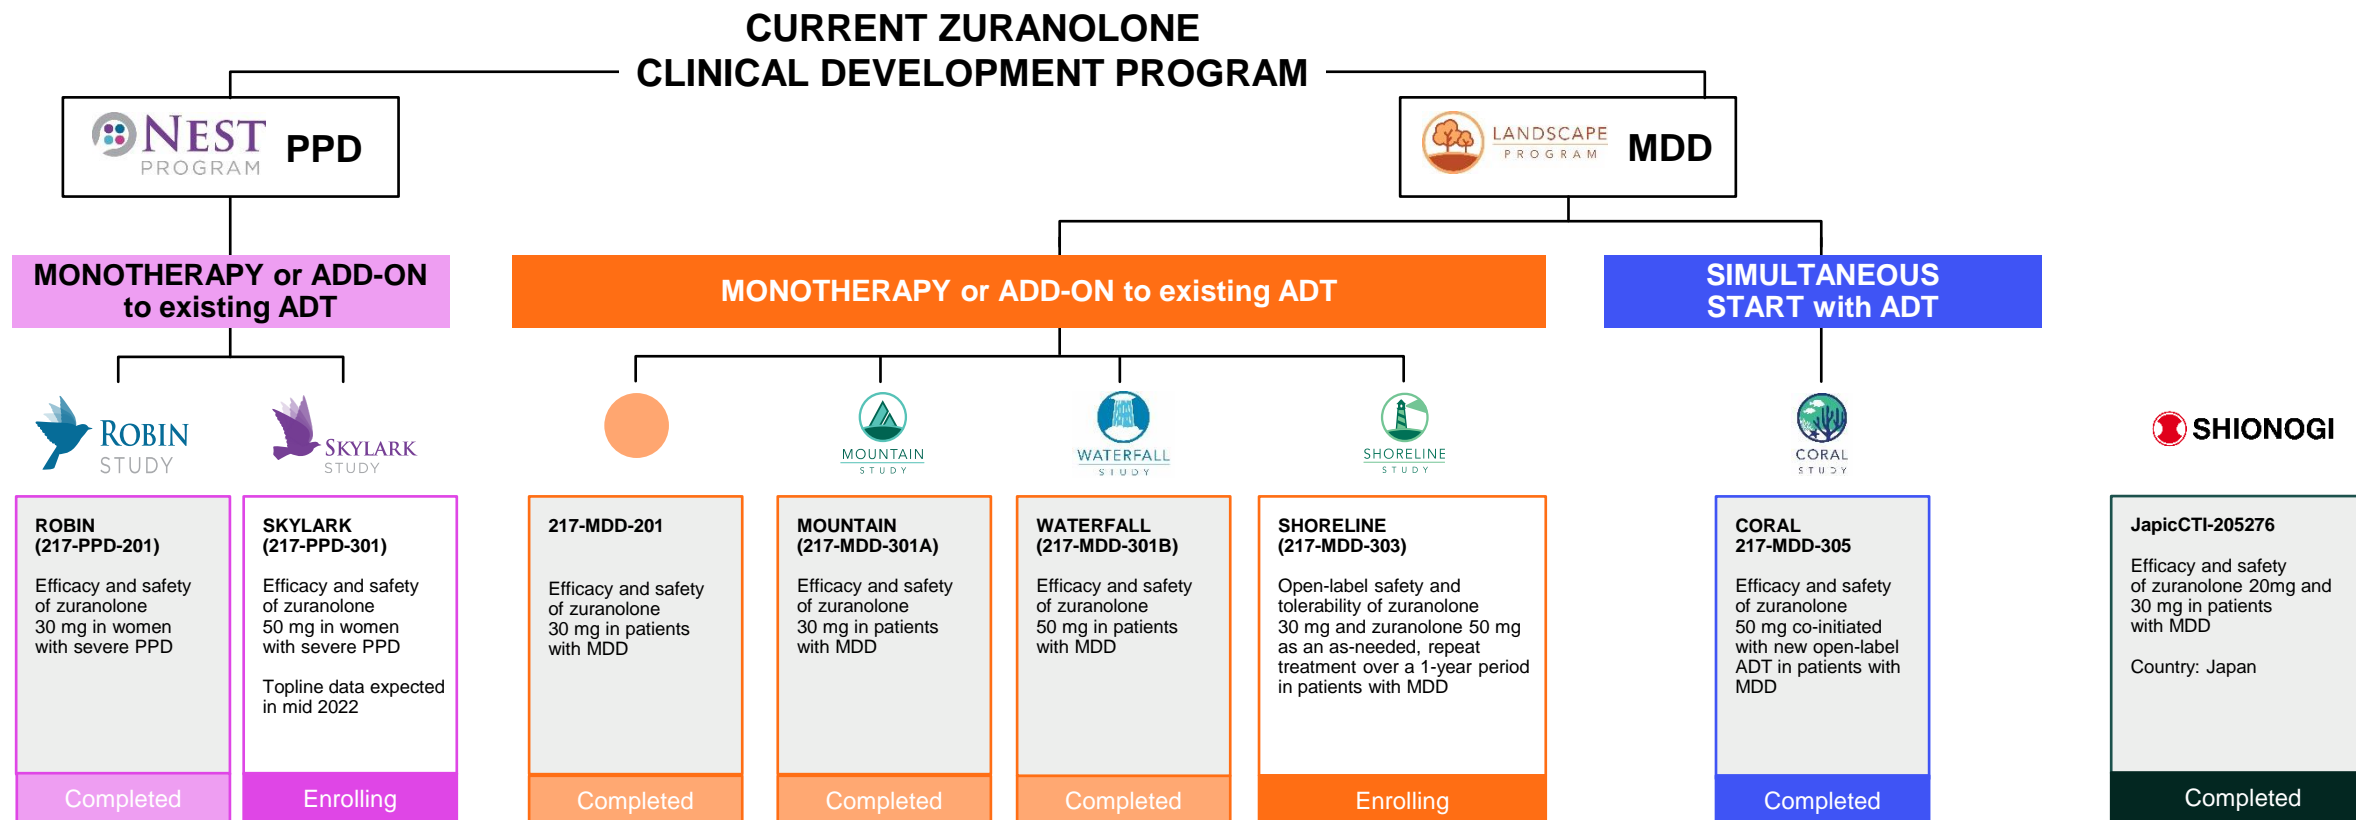 CURRENT ZURANOLONE
CLINICAL DEVELOPMENT PROGRAM
NEST
PROGRAM
PPD
LANDSCAPE
PROGRAM
MDD
MONOTHERAPY or ADD-ON
to existing ADT
MONOTHERAPY or ADD-ON to existing ADT
SIMULTANEOUS
START with ADT
ROBIN
STUDY
SKYLARK
STUDY
MOUNTAIN
STUDY
WATERFALL
STUDY
SHORELINE
STUDY
CORAL
STUDY
SHIONOGI
ROBIN
(217-PPD-201)
Efficacy and safety
of zuranolone
30 mg in women
with severe PPD
Completed
SKYLARK
(217-PPD-301)
Efficacy and safety
of zuranolone
50 mg in women
with severe PPD
Topline data expected
in mid 2022
Enrolling
217-MDD-201
Efficacy and safety
of zuranolone
30 mg in patients
with MDD
Completed
MOUNTAIN
(217-MDD-301A)
Efficacy and safety
of zuranolone
30 mg in patients
with MDD
Completed
WATERFALL
(217-MDD-301B)
Efficacy and safety
of zuranolone
50 mg in patients
with MDD
Completed
SHORELINE
(217-MDD-303)
Open-label safety and
tolerability of zuranolone
30 mg and zuranolone 50 mg
as an as-needed, repeat
treatment over a 1-year period
in patients with MDD
Enrolling
CORAL
217-MDD-305
Efficacy and safety
of zuranolone
50 mg co-initiated
with new open-label
ADT in patients with
MDD
Completed
JapicCTI-205276
Efficacy and safety
of zuranolone 20mg and
30 mg in patients
with MDD
Country: Japan
Completed